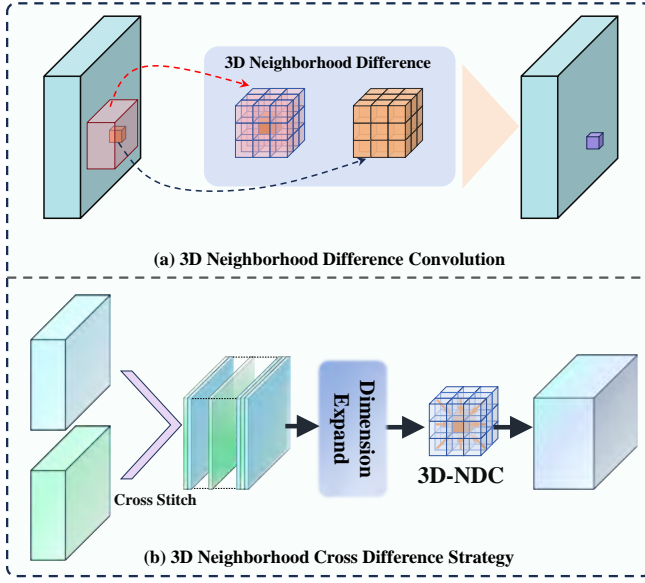 3D Neighborhood Difference
(a) 3D Neighborhood Difference Convolution
Cross Stitch
Dimension
Expand
3D-NDC
(b) 3D Neighborhood Cross Difference Strategy